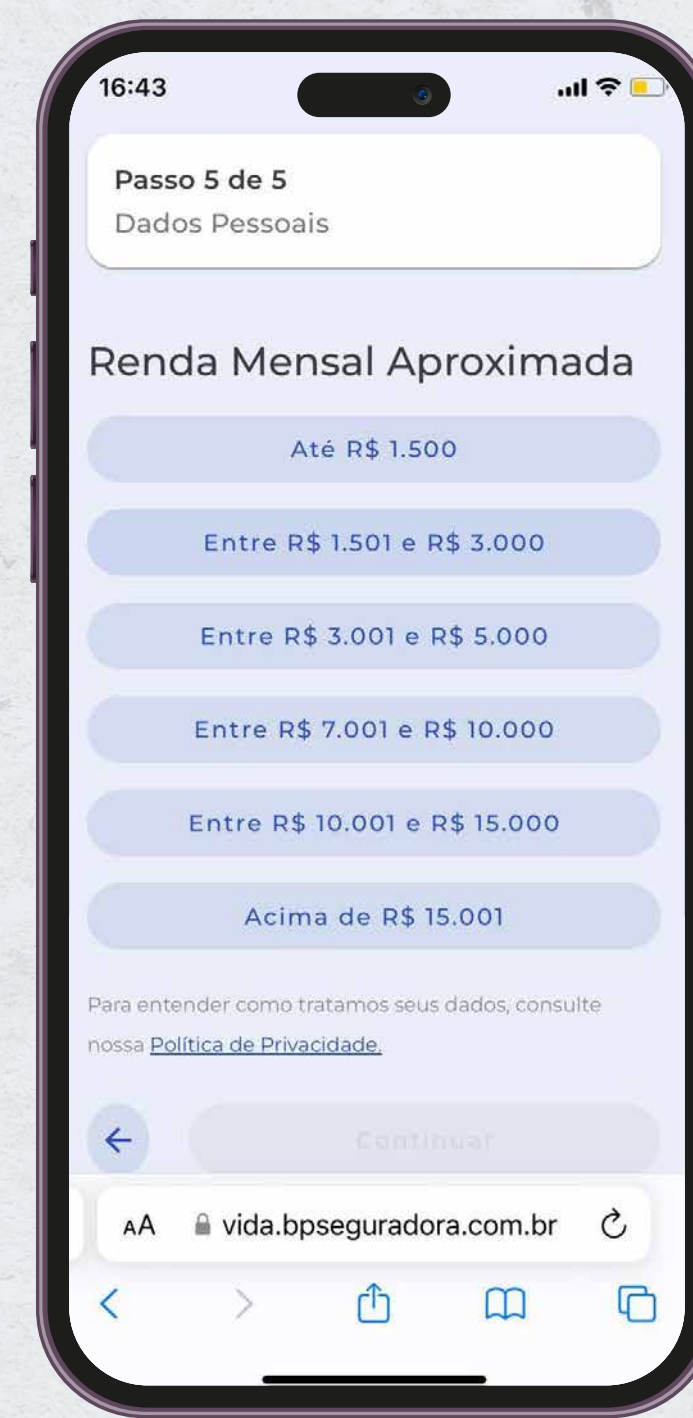 16:43
Passo 5 de 5
Dados Pessoais
Renda Mensal Aproximada
Até R$ 1.500
Entre R$ 1.501 e R$ 3.000
Entre R$ 3.001 e R$ 5.000
Entre R$ 7.001 e R$ 10.000
Entre R$ 10.001 e R$ 15.000
Acima de R$ 15.001
Para entender como tratamos seus dados, consulte
nossa Política de Privacidade.
Continuar
AA vida.bpseguradora.com.br